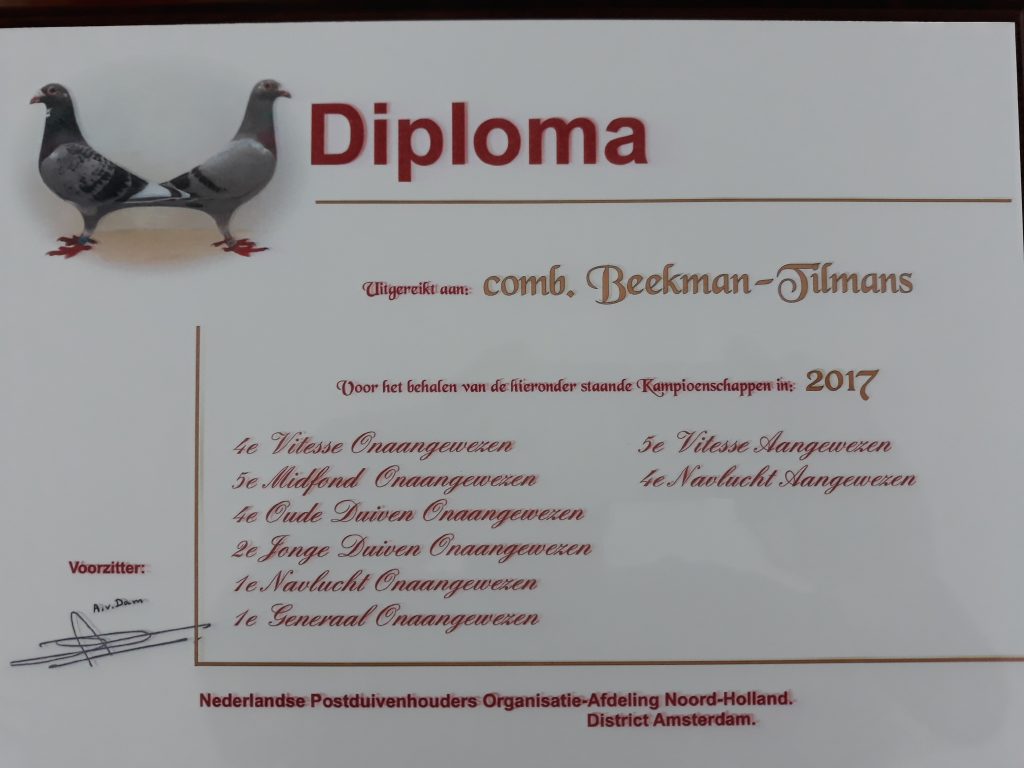 Diploma
Uitgereikt aan: comb. Beekman-Tilmans
Voor het behalen van de hieronder staande Kampioenschappen in: 2017
4e Vitesse Onaangewezen
5e Midfond Onaangewezen
4e Oude Duiven Onaangewezen
2e Jonge Duiven Onaangewezen
1e Navlucht Onaangewezen
1e Generaal Onaangewezen
5e Vitesse Aangewezen
4e Navlucht Aangewezen
Voorzitter:
A.v. Dam
Nederlandse Postduivenhouders Organisatie-Afdeling Noord-Holland.
District Amsterdam.